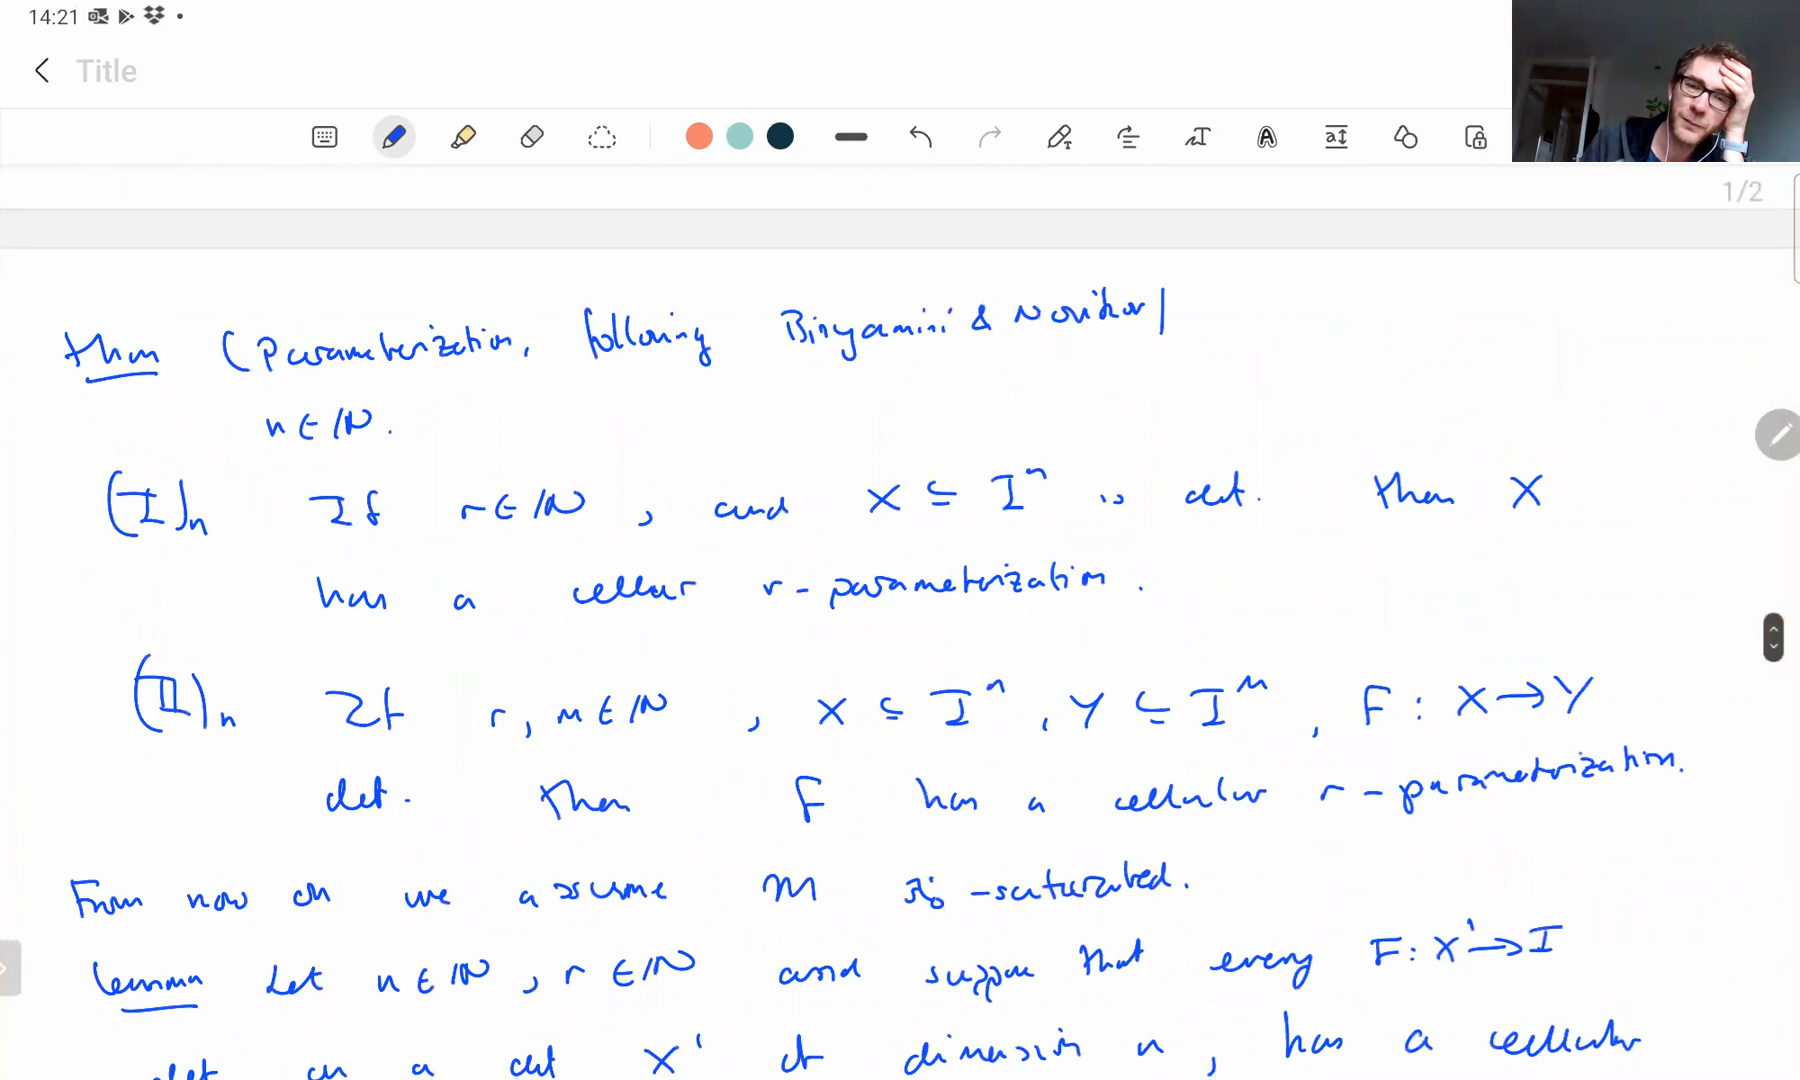 14:21
Title
1/2
thm (Parameterization, following Binyamini & Novikov)
n ∈ ℕ.
(I)ₙ If r ∈ ℕ, and X ⊆ Iⁿ is def. then X
has a cellular r-parameterization.
(II)ₙ If r, m ∈ ℕ, X ⊆ Iⁿ, Y ⊆ Iᵐ, F : X → Y
def. then F has a cellular r-parametrization.
From now on we assume M ℵ₀-saturated.
lemma Let n ∈ ℕ, r ∈ ℕ and suppose that every F : X' → I
def on a def X' of dimension n, has a cellular